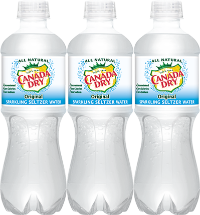 ALL NATURAL
CANADA
DRY
Original
SPARKLING SELTZER WATER
ALL NATURAL
CANADA
DRY
Original
SPARKLING SELTZER WATER
ALL NATURAL
CANADA
DRY
Original
SPARKLING SELTZER WATER